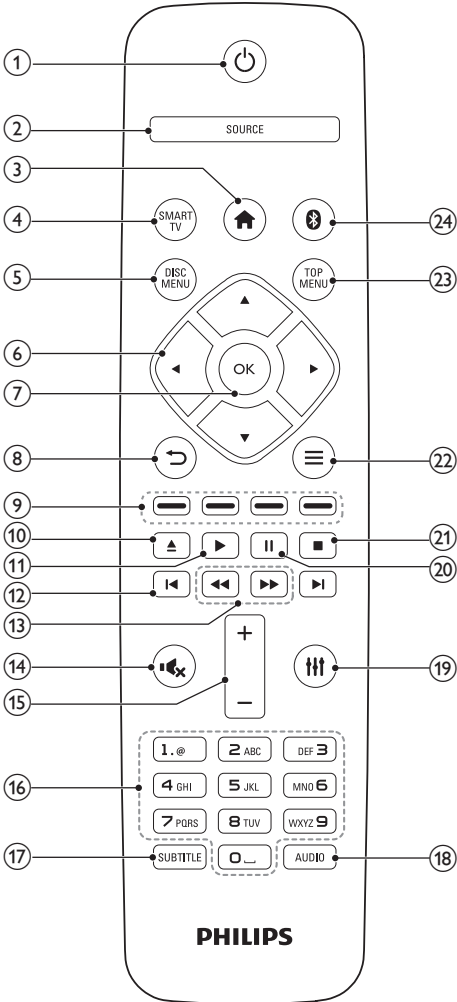 1
2
SOURCE
3
4
SMART
TV
24
5
DISC
MENU
TOP
MENU
23
6
7
OK
8
22
9
10
21
11
20
12
13
14
+
19
15
−
16
1.@
2 ABC
DEF 3
4 GHI
5 JKL
MNO 6
7 PQRS
8 TUV
WXYZ 9
17
SUBTITLE
0
AUDIO
18
PHILIPS